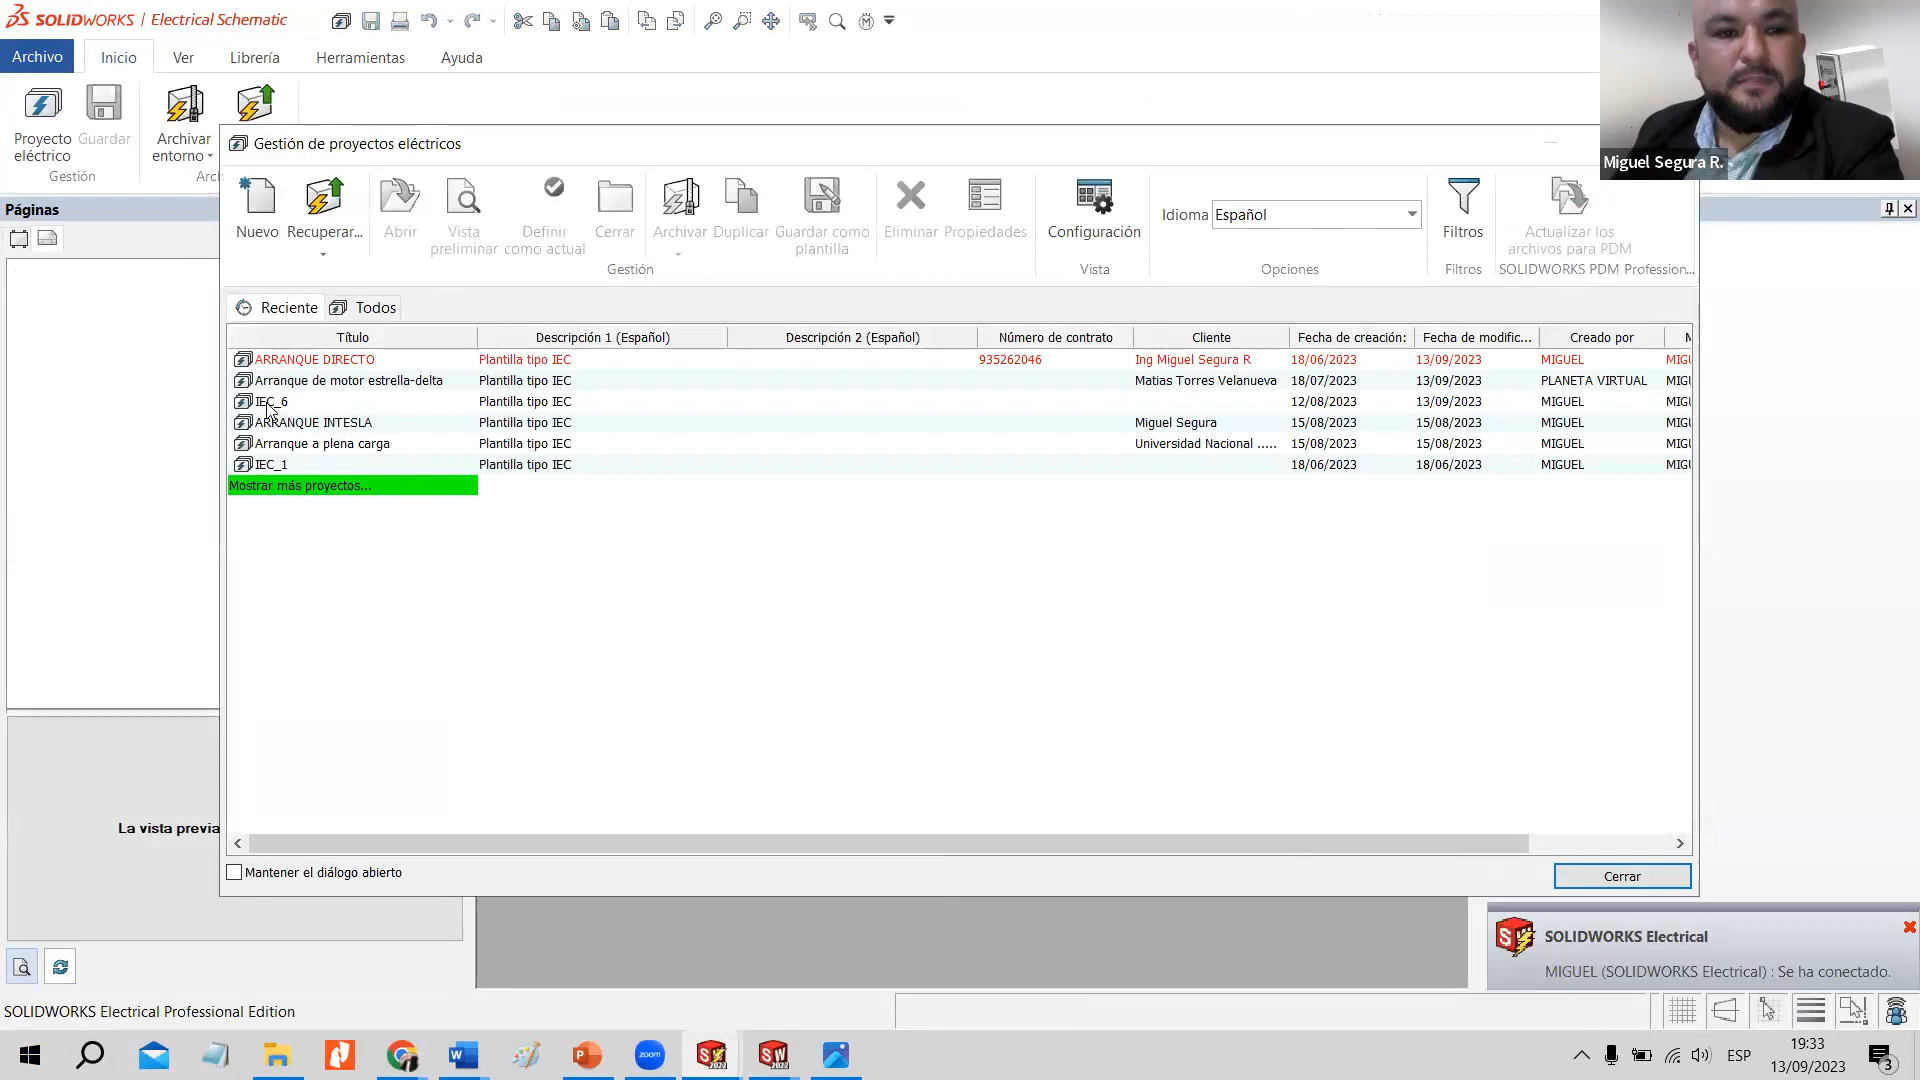 SOLIDWORKS | Electrical Schematic
Archivo
Inicio
Ver
Librería
Herramientas
Ayuda
Proyecto eléctrico
Guardar
Archivar entorno
Gestión
Arch
Miguel Segura R.
Gestión de proyectos eléctricos
Nuevo
Recuperar...
Abrir
Vista preliminar
Definir como actual
Cerrar
Archivar
Duplicar
Guardar como plantilla
Eliminar
Propiedades
Configuración
Idioma
Español
Filtros
Actualizar los archivos para PDM
Gestión
Vista
Opciones
Filtros
SOLIDWORKS PDM Profession...
Páginas
Reciente
Todos
Título Descripción 1 (Español) Descripción 2 (Español) Número de contrato Cliente Fecha de creación: Fecha de modific... Creado por M
ARRANQUE DIRECTO Plantilla tipo IEC 935262046 Ing Miguel Segura R 18/06/2023 13/09/2023 MIGUEL MIGU
Arranque de motor estrella-delta Plantilla tipo IEC Matias Torres Velanueva 18/07/2023 13/09/2023 PLANETA VIRTUAL MIGU
IEC_6 Plantilla tipo IEC 12/08/2023 13/09/2023 MIGUEL MIGU
ARRANQUE INTESLA Plantilla tipo IEC Miguel Segura 15/08/2023 15/08/2023 MIGUEL MIGU
Arranque a plena carga Plantilla tipo IEC Universidad Nacional ..... 15/08/2023 15/08/2023 MIGUEL MIGU
IEC_1 Plantilla tipo IEC 18/06/2023 18/06/2023 MIGUEL MIGU
Mostrar más proyectos...
La vista previa
Mantener el diálogo abierto
Cerrar
SOLIDWORKS Electrical
MIGUEL (SOLIDWORKS Electrical) : Se ha conectado.
SOLIDWORKS Electrical Professional Edition
zoom
ESP
19:33
13/09/2023
3